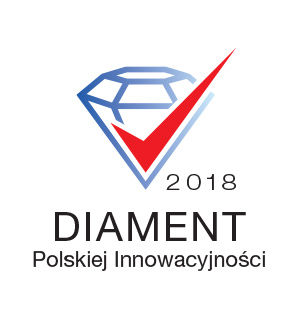 2018
DIAMENT
Polskiej Innowacyjności